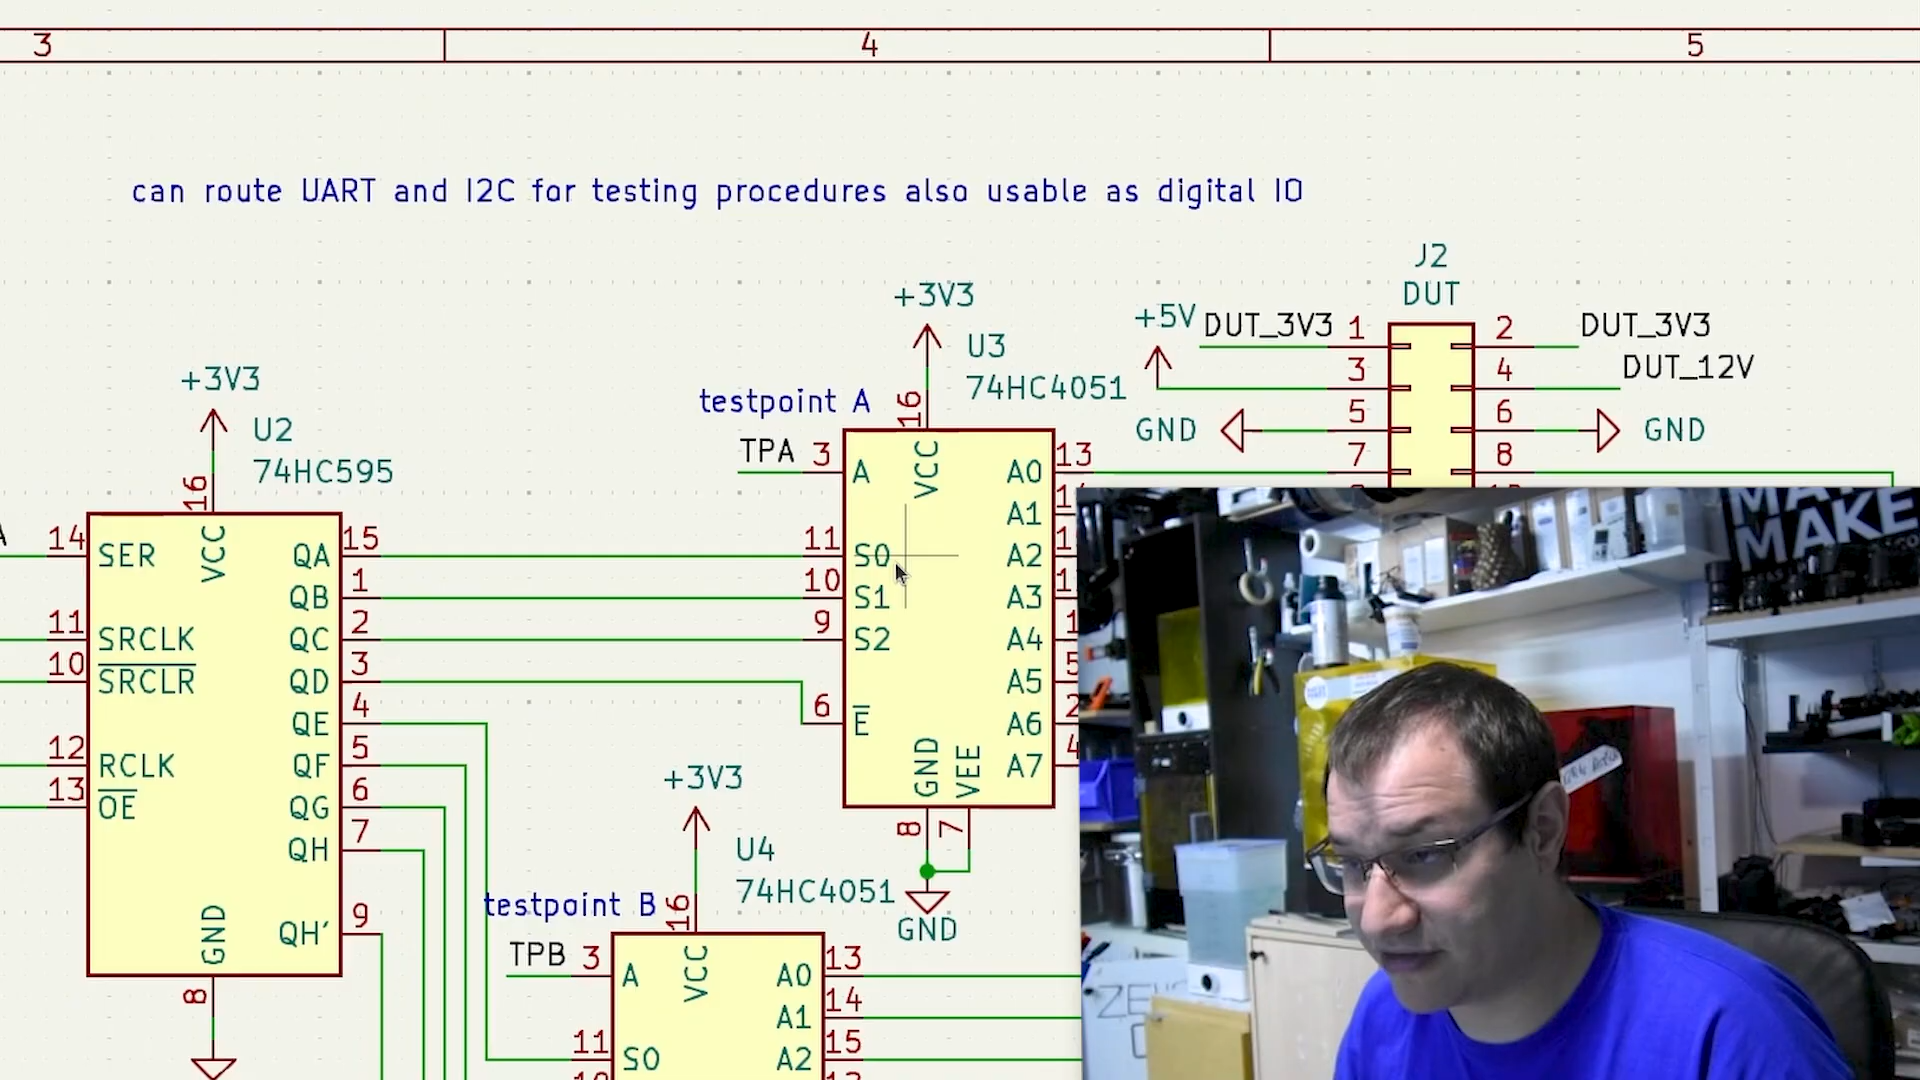 3 4 5
can route UART and I2C for testing procedures also usable as digital IO
J2
DUT
+3V3
+5V DUT_3V3 1 2 DUT_3V3
U3
74HC4051
3 4 DUT_12V
+3V3
testpoint A
16
5 6
GND GND
U2
74HC595
TPA 3 A VCC A0 13 7 8
16
A1
14 SER VCC QA 15 11 S0 A2
QB 1 10 S1 A3
11 SRCLK QC 2 9 S2 A4
10 SRCLR QD 3 A5 5
QE 4 6 E A6 2
12 RCLK QF 5 GND VEE A7 4
13 OE QG 6
+3V3
QH 7 8 7
U4
74HC4051
testpoint B 16
GND QH' 9 GND
TPB 3 A VCC A0 13
8
A1 14
11 S0 A2 15
MAKE